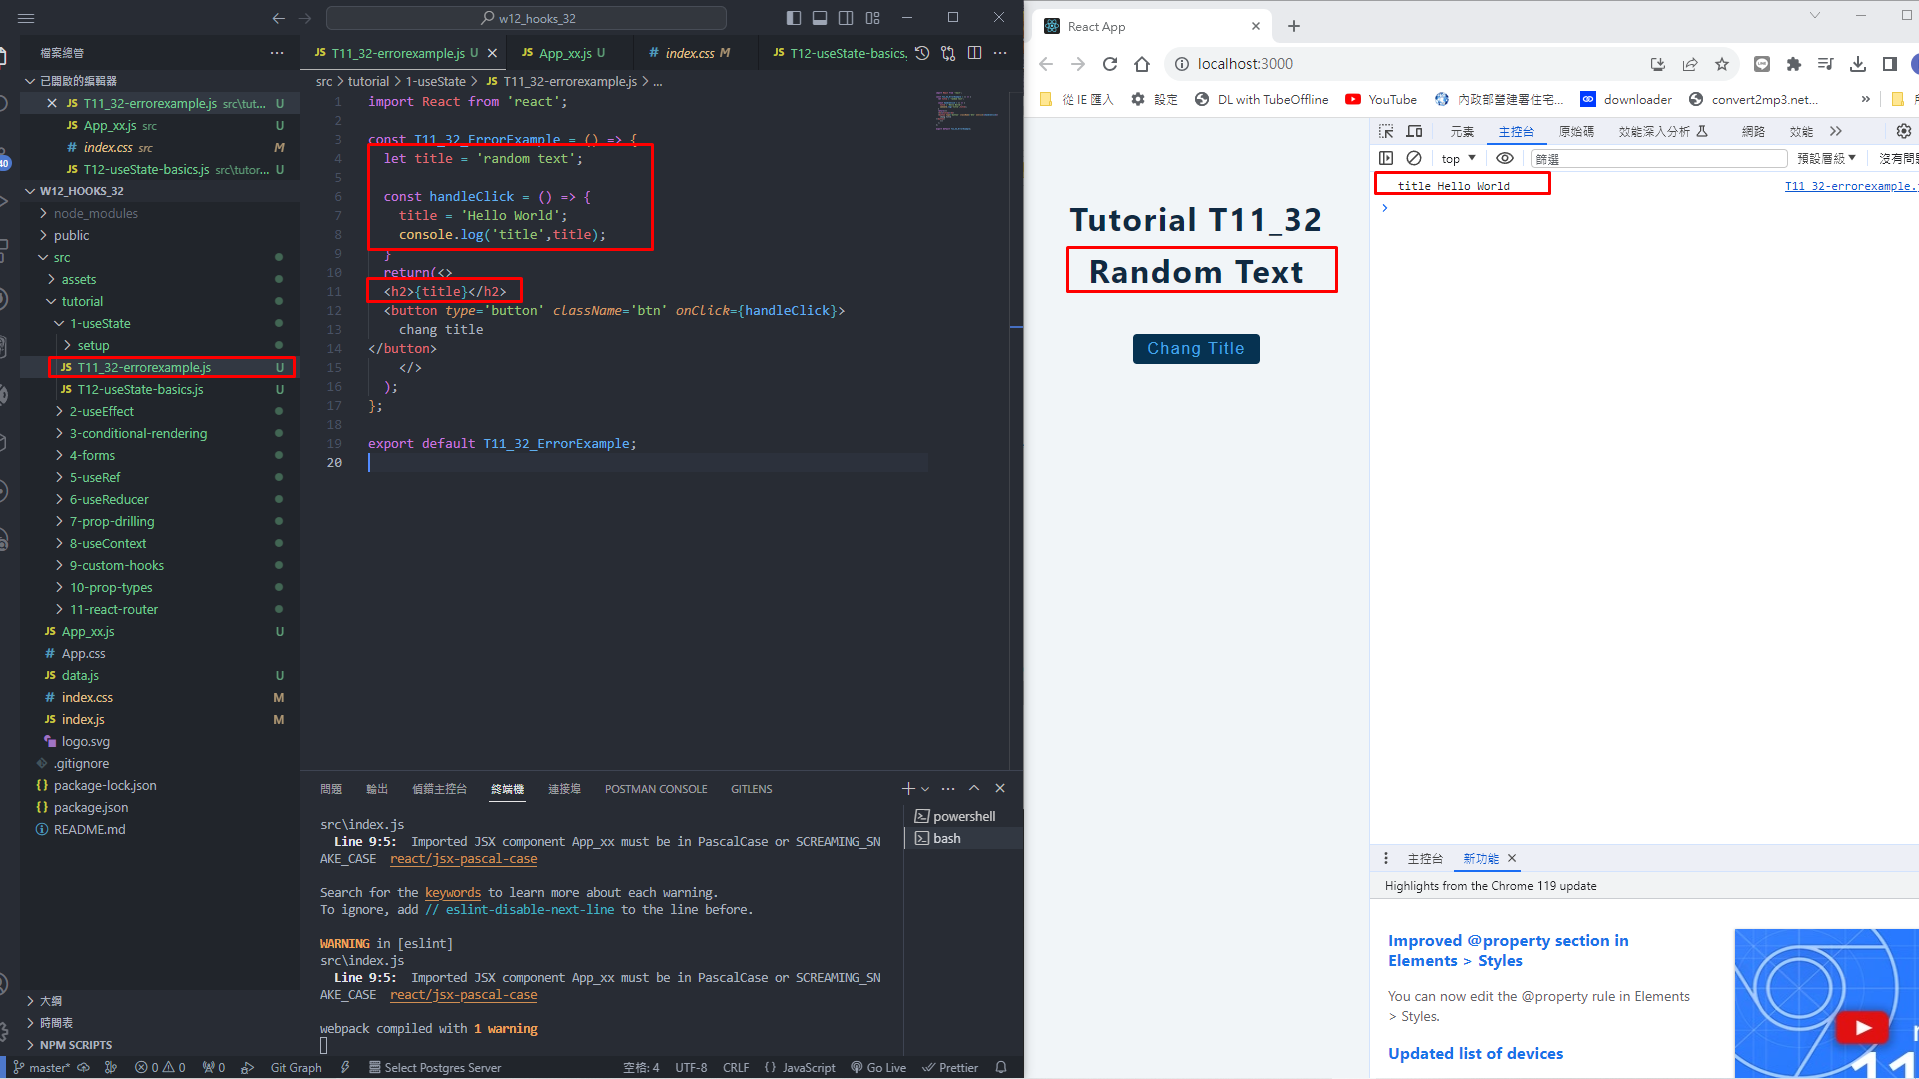 w12_hooks_32
檔案總管
已開啟的編輯器
T11_32-errorexample.js src\tut... U
App_xx.js src U
index.css src M
T12-useState-basics.js src\tutor... U
W12_HOOKS_32
node_modules
public
src
assets
tutorial
1-useState
setup
T11_32-errorexample.js U
T12-useState-basics.js U
2-useEffect
3-conditional-rendering
4-forms
5-useRef
6-useReducer
7-prop-drilling
8-useContext
9-custom-hooks
10-prop-types
11-react-router
App_xx.js U
App.css
data.js U
index.css M
index.js M
logo.svg
.gitignore
package-lock.json
package.json
README.md
大綱
時間表
NPM SCRIPTS
T11_32-errorexample.js U
App_xx.js U
index.css M
T12-useState-basics.
src > tutorial > 1-useState > JS T11_32-errorexample.js > ...
1 import React from 'react';
2
3 const T11_32_ErrorExample = () => {
4 let title = 'random text';
5
6 const handleClick = () => {
7 title = 'Hello World';
8 console.log('title',title);
9 }
10 return(<>
11 <h2>{title}</h2>
12 <button type='button' className='btn' onClick={handleClick}>
13 chang title
14 </button>
15 </>
16 );
17 };
18
19 export default T11_32_ErrorExample;
20
問題 輸出 偵錯主控台 終端機 連接埠 POSTMAN CONSOLE GITLENS
src\index.js
Line 9:5: Imported JSX component App_xx must be in PascalCase or SCREAMING_SN
AKE_CASE react/jsx-pascal-case
Search for the keywords to learn more about each warning.
To ignore, add // eslint-disable-next-line to the line before.
WARNING in [eslint]
src\index.js
Line 9:5: Imported JSX component App_xx must be in PascalCase or SCREAMING_SN
AKE_CASE react/jsx-pascal-case
webpack compiled with 1 warning
powershell
bash
master* 0 0 0 Git Graph Select Postgres Server 空格: 4 UTF-8 CRLF {} JavaScript Go Live Prettier
React App
localhost:3000
從 IE 匯入 設定 DL with TubeOffline YouTube 內政部營建署住宅... downloader convert2mp3.net... »
Tutorial T11_32
Random Text
Chang Title
元素 主控台 原始碼 效能深入分析 網路 效能
top 篩選 預設層級
title Hello World T11_32-errorexample.
主控台 新功能
Highlights from the Chrome 119 update
Improved @property section in
Elements > Styles
You can now edit the @property rule in Elements
> Styles.
Updated list of devices